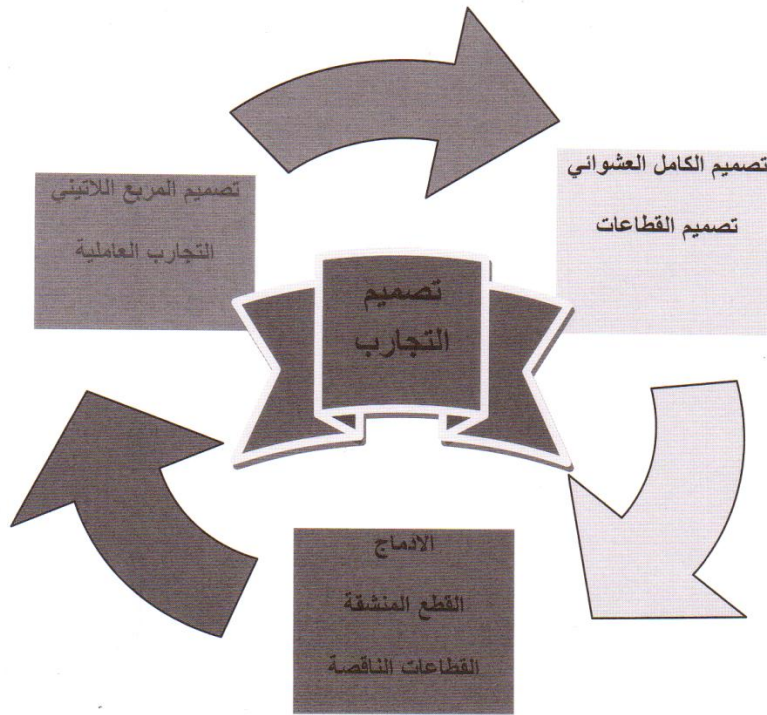 تصميم الكامل العشوائي
تصميم القطاعات
تصميم المربع اللاتيني
التجارب العاملية
تصميم
التجارب
الادماج
القطع المنشقة
القطاعات الناقصة